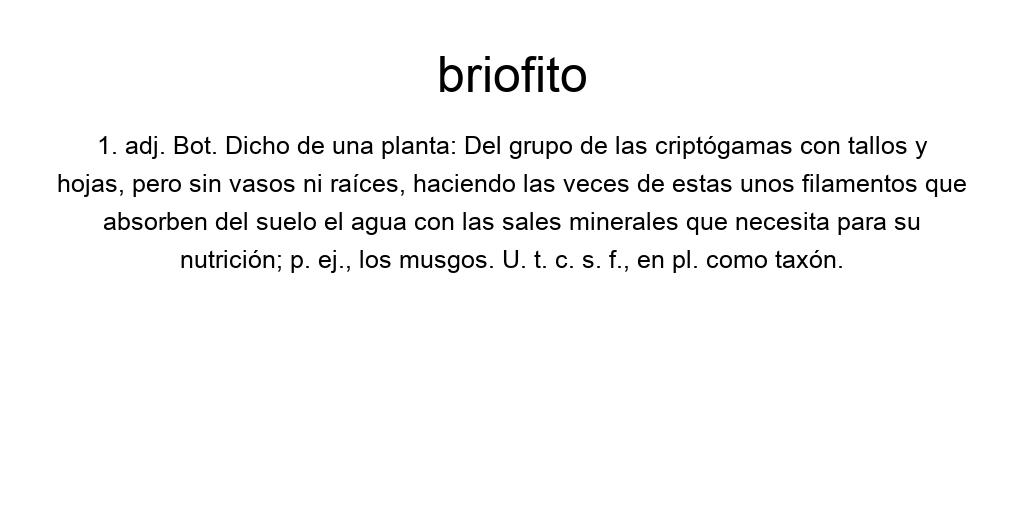 briofito
1. adj. Bot. Dicho de una planta: Del grupo de las criptógamas con tallos y
hojas, pero sin vasos ni raíces, haciendo las veces de estas unos filamentos que
absorben del suelo el agua con las sales minerales que necesita para su
nutrición; p. ej., los musgos. U. t. c. s. f., en pl. como taxón.